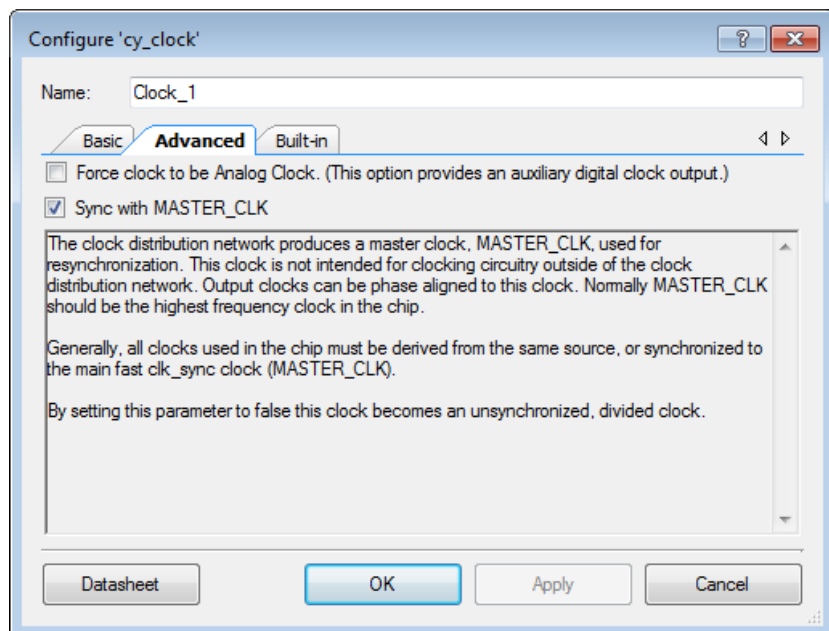 Configure 'cy_clock'
?
Name: Clock_1
Basic Advanced Built-in
Force clock to be Analog Clock. (This option provides an auxiliary digital clock output.)
Sync with MASTER_CLK
The clock distribution network produces a master clock, MASTER_CLK, used for
resynchronization. This clock is not intended for clocking circuitry outside of the clock
distribution network. Output clocks can be phase aligned to this clock. Normally MASTER_CLK
should be the highest frequency clock in the chip.
Generally, all clocks used in the chip must be derived from the same source, or synchronized to
the main fast clk_sync clock (MASTER_CLK).
By setting this parameter to false this clock becomes an unsynchronized, divided clock.
Datasheet OK Apply Cancel